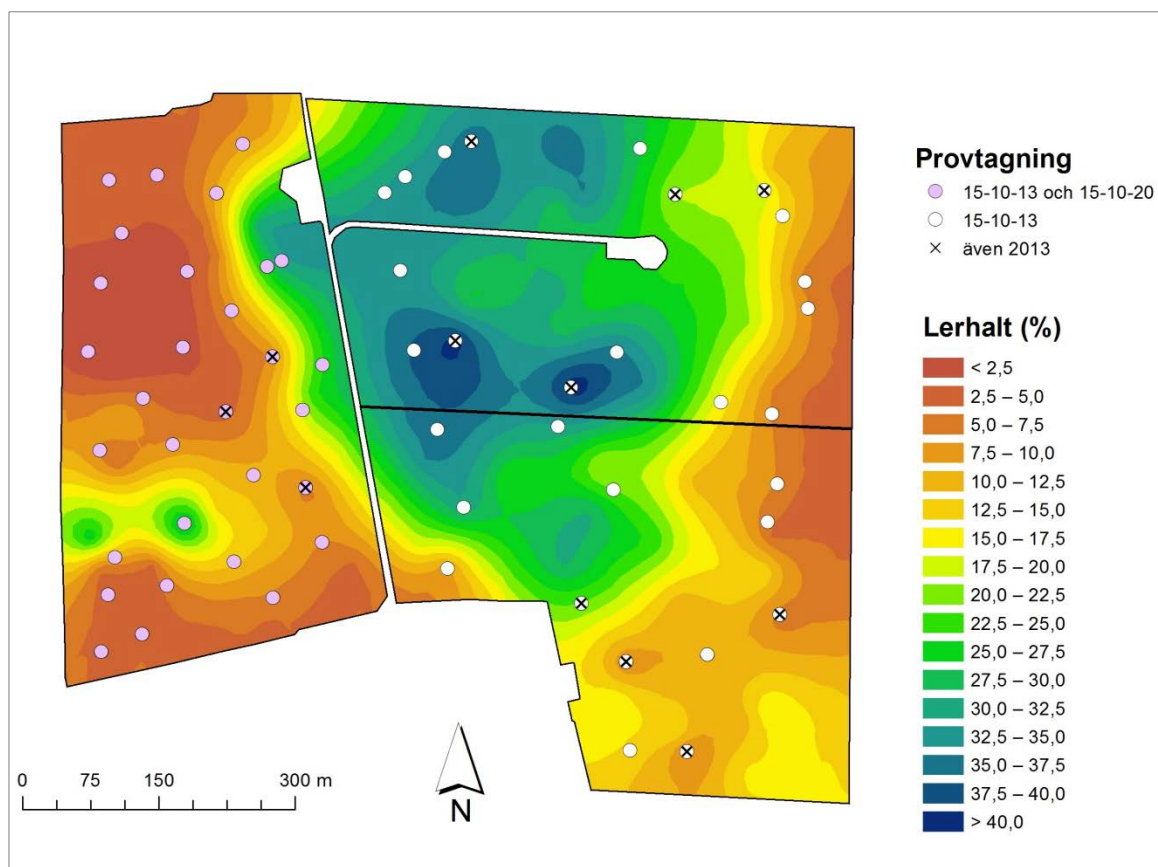 Provtagning
15-10-13 och 15-10-20
15-10-13
även 2013
Lerhalt (%)
< 2,5
2,5 – 5,0
5,0 – 7,5
7,5 – 10,0
10,0 – 12,5
12,5 – 15,0
15,0 – 17,5
17,5 – 20,0
20,0 – 22,5
22,5 – 25,0
25,0 – 27,5
27,5 – 30,0
30,0 – 32,5
32,5 – 35,0
35,0 – 37,5
37,5 – 40,0
> 40,0
0 75 150 300 m
N